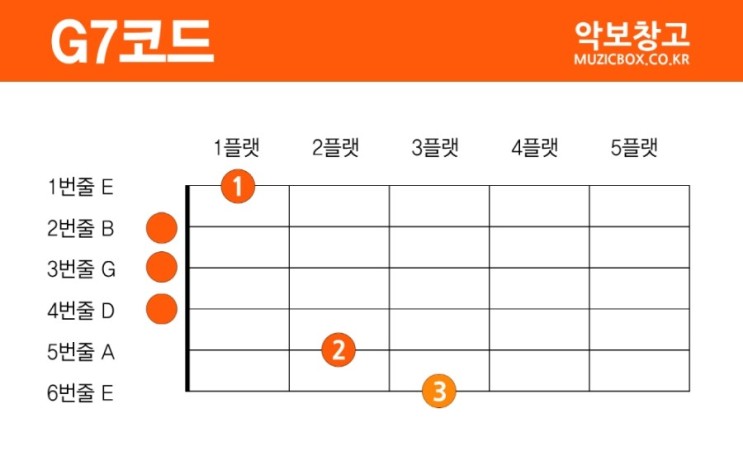 G7코드
악보창고
MUZICBOX.CO.KR
1플랫 2플랫 3플랫 4플랫 5플랫
1번줄 E 1
2번줄 B
3번줄 G
4번줄 D
5번줄 A 2
6번줄 E 3